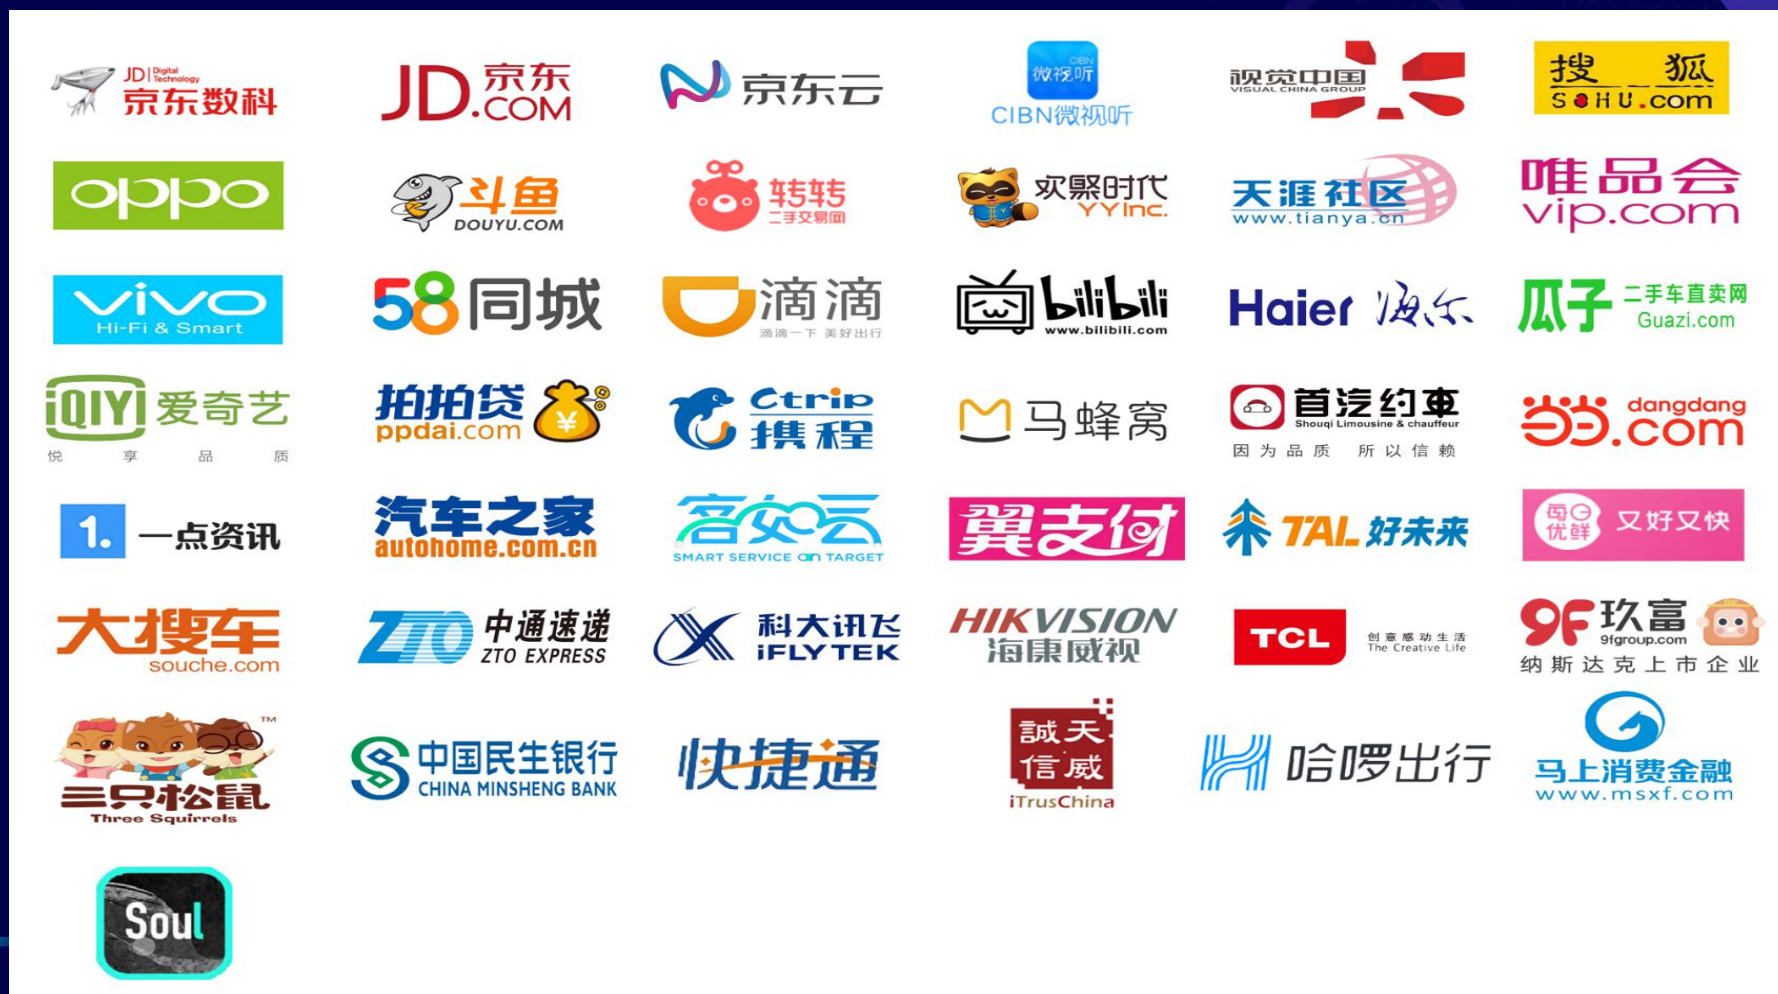 JD Digital Technology
京东数科
JD 京东
.COM
京东云
CIBN
微视听
CIBN微视听
视觉中国
VISUAL CHINA GROUP
搜狐
SOHU.com
oppo
斗鱼
DOUYU.COM
转转
二手交易网
欢聚时代
YY Inc.
天涯社区
www.tianya.cn
唯品会
vip.com
vivo
Hi-Fi & Smart
58同城
滴滴
滴滴一下 美好出行
bilibili
www.bilibili.com
Haier 海尔
瓜子 二手车直卖网
Guazi.com
iQIYI 爱奇艺
悦享品质
拍拍贷
ppdai.com
Ctrip
携程
马蜂窝
首汽约車
Shouqi Limousine & chauffeur
因为品质 所以信赖
当当 dangdang
.com
1. 一点资讯
汽车之家
autohome.com.cn
客如云
SMART SERVICE on TARGET
翼支付
TAL 好未来
每日优鲜 又好又快
大搜车
souche.com
ZTO 中通速递
ZTO EXPRESS
科大讯飞
iFLYTEK
HIKVISION
海康威视
TCL 创意感动生活
The Creative Life
9F 玖富
9fgroup.com
纳斯达克上市企业
TM
三只松鼠
Three Squirrels
中国民生银行
CHINA MINSHENG BANK
快捷通
誠天
信威
iTrusChina
哈啰出行
马上消费金融
www.msxf.com
Soul